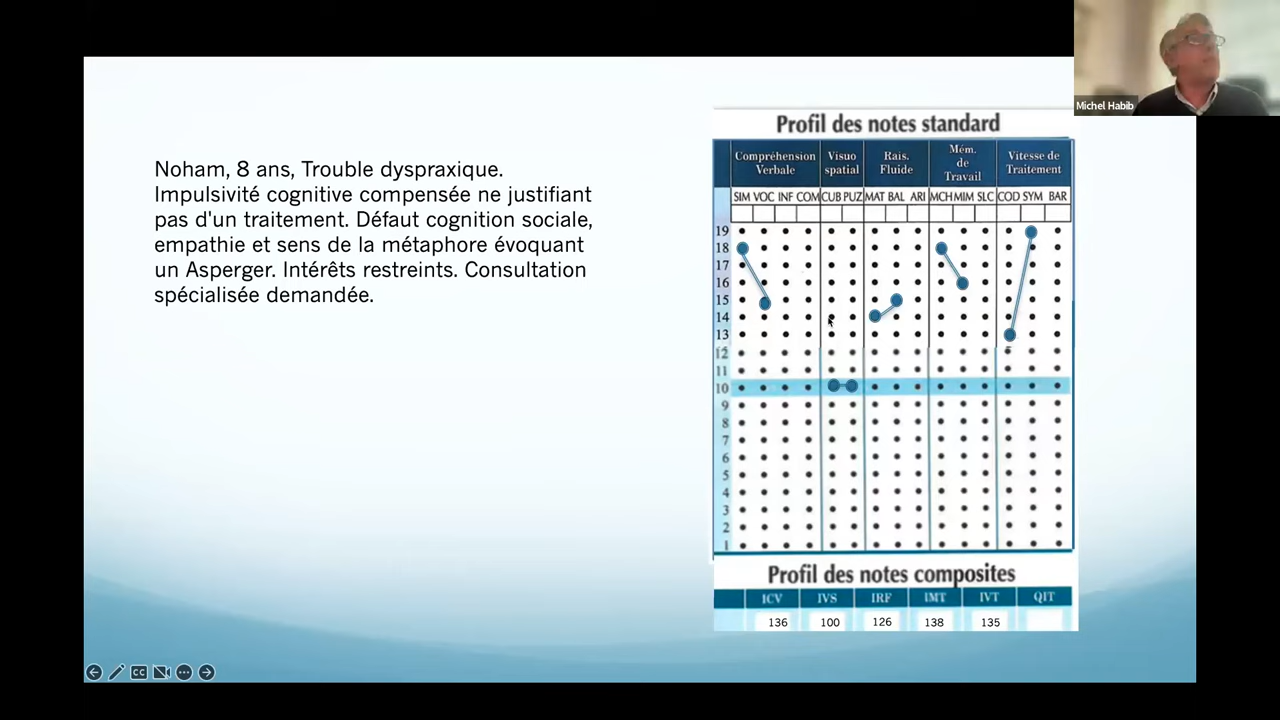 Michel Habib
Noham, 8 ans, Trouble dyspraxique.
Impulsivité cognitive compensée ne justifiant
pas d'un traitement. Défaut cognition sociale,
empathie et sens de la métaphore évoquant
un Asperger. Intérêts restreints. Consultation
spécialisée demandée.
Profil des notes standard
Compréhension Verbale Visuo spatial Rais. Fluide Mém. de Travail Vitesse de Traitement
SIM VOC INF COM CUB PUZ MAT BAL ARI MCH MIM SLC COD SYM BAR
19
18
17
16
15
14
13
12
11
10
9
8
7
6
5
4
3
2
1
Profil des notes composites
ICV IVS IRF IMT IVT QIT
136 100 126 138 135
CC